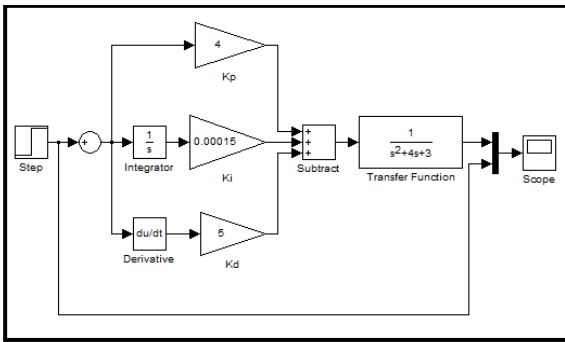 4
Kp
Step
+
1
s
Integrator
0.00015
Ki
+
+
+
Subtract
1
s²+4s+3
Transfer Function
Scope
du/dt
Derivative
5
Kd